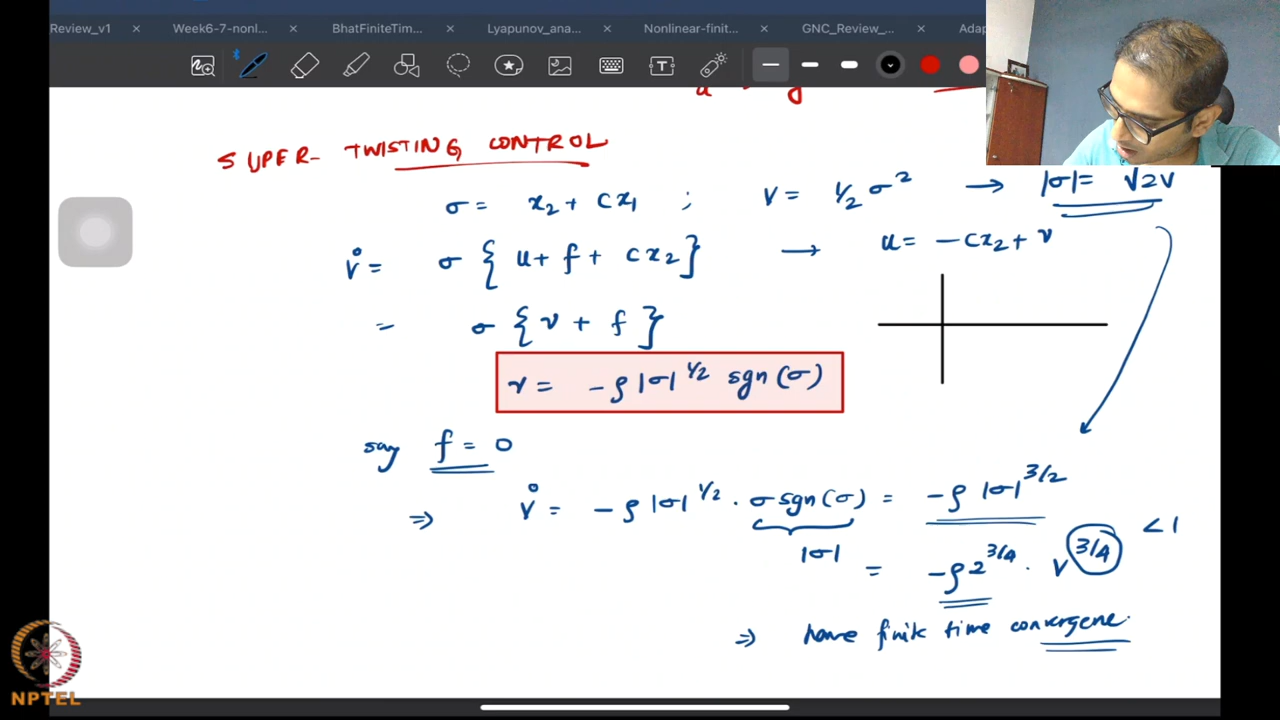 Review_v1 Week6-7-nonl... BhatFiniteTim... Lyapunov_ana... Nonlinear-finit... GNC_Review_... Adap
SUPER- TWISTING CONTROL
σ = x₂ + cx₁ ; V = 1/2 σ² → |σ| = √2V
V̇ = σ { u + f + cx₂ } → u = -cx₂ + ν
= σ { ν + f }
ν = -ρ |σ|^1/2 sgn(σ)
say f = 0
⇒ V̇ = -ρ |σ|^1/2 · σ sgn(σ) = -ρ |σ|^3/2
|σ|
= -ρ 2^3/4 · V^3/4 < 1
⇒ have finite time convergence.
NPTEL